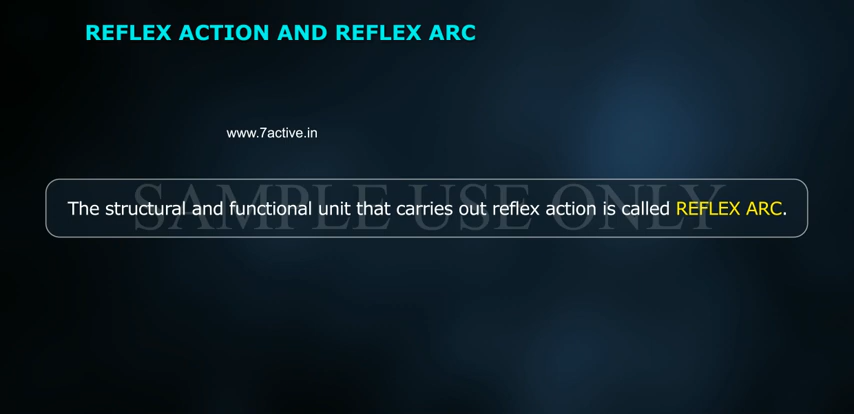 REFLEX ACTION AND REFLEX ARC
www.7active.in
SAMPLE USE ONLY
The structural and functional unit that carries out reflex action is called REFLEX ARC.